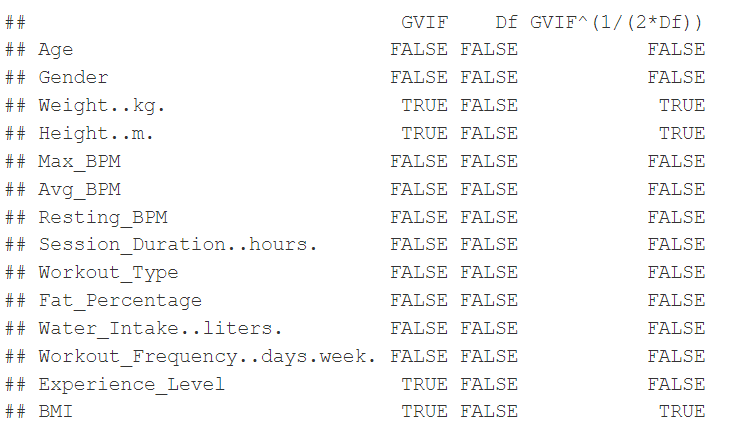 ##                                  GVIF    Df GVIF^(1/(2*Df))
## Age                             FALSE FALSE           FALSE
## Gender                          FALSE FALSE           FALSE
## Weight..kg.                      TRUE FALSE            TRUE
## Height..m.                       TRUE FALSE            TRUE
## Max_BPM                         FALSE FALSE           FALSE
## Avg_BPM                         FALSE FALSE           FALSE
## Resting_BPM                     FALSE FALSE           FALSE
## Session_Duration..hours.        FALSE FALSE           FALSE
## Workout_Type                    FALSE FALSE           FALSE
## Fat_Percentage                  FALSE FALSE           FALSE
## Water_Intake..liters.           FALSE FALSE           FALSE
## Workout_Frequency..days.week.   FALSE FALSE           FALSE
## Experience_Level                 TRUE FALSE           FALSE
## BMI                              TRUE FALSE            TRUE